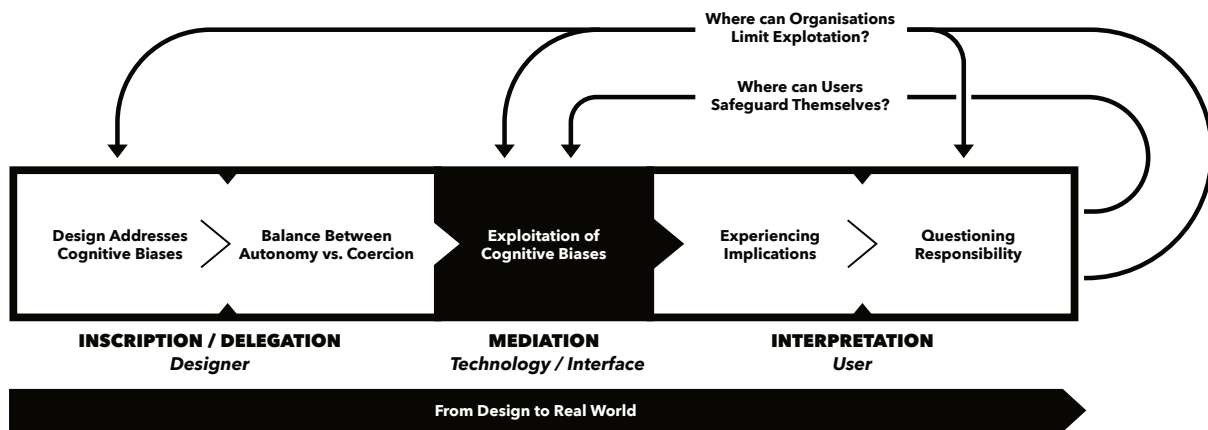 Where can Organisations
Limit Explotation?
Where can Users
Safeguard Themselves?
Design Addresses
Cognitive Biases
Balance Between
Autonomy vs. Coercion
Exploitation of
Cognitive Biases
Experiencing
Implications
Questioning
Responsibility
INSCRIPTION / DELEGATION
Designer
MEDIATION
Technology / Interface
INTERPRETATION
User
From Design to Real World